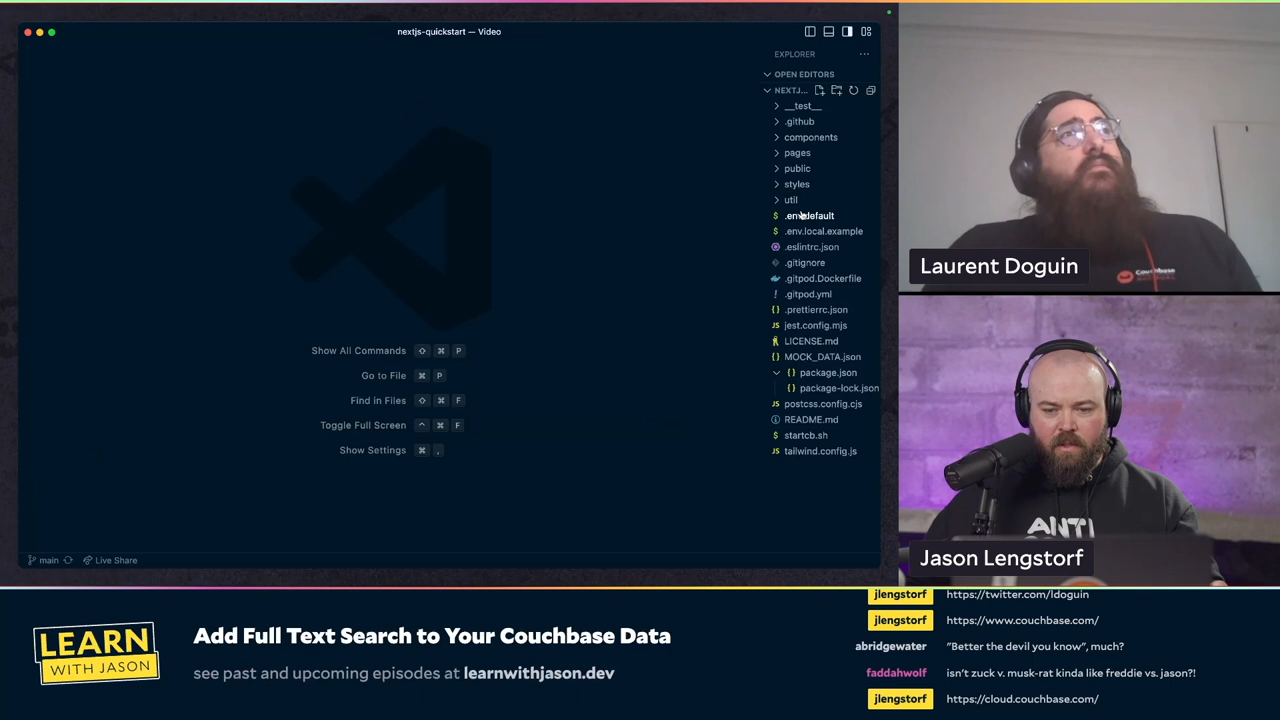 nextjs-quickstart — Video
EXPLORER
OPEN EDITORS
NEXTJ...
__test__
.github
components
pages
public
styles
util
.env.default
.env.local.example
.eslintrc.json
.gitignore
.gitpod.Dockerfile
.gitpod.yml
.prettierrc.json
jest.config.mjs
LICENSE.md
MOCK_DATA.json
package.json
package-lock.json
postcss.config.cjs
README.md
startcb.sh
tailwind.config.js
Show All Commands ⇧ ⌘ P
Go to File ⌘ P
Find in Files ⇧ ⌘ F
Toggle Full Screen ^ ⌘ F
Show Settings ⌘ ,
main
Live Share
Couchbase
Laurent Doguin
ANTI
Jason Lengstorf
LEARN
WITH JASON
Add Full Text Search to Your Couchbase Data
see past and upcoming episodes at learnwithjason.dev
jlengstorf https://twitter.com/ldoguin
jlengstorf https://www.couchbase.com/
abridgewater "Better the devil you know", much?
faddahwolf isn't zuck v. musk-rat kinda like freddie vs. jason?!
jlengstorf https://cloud.couchbase.com/